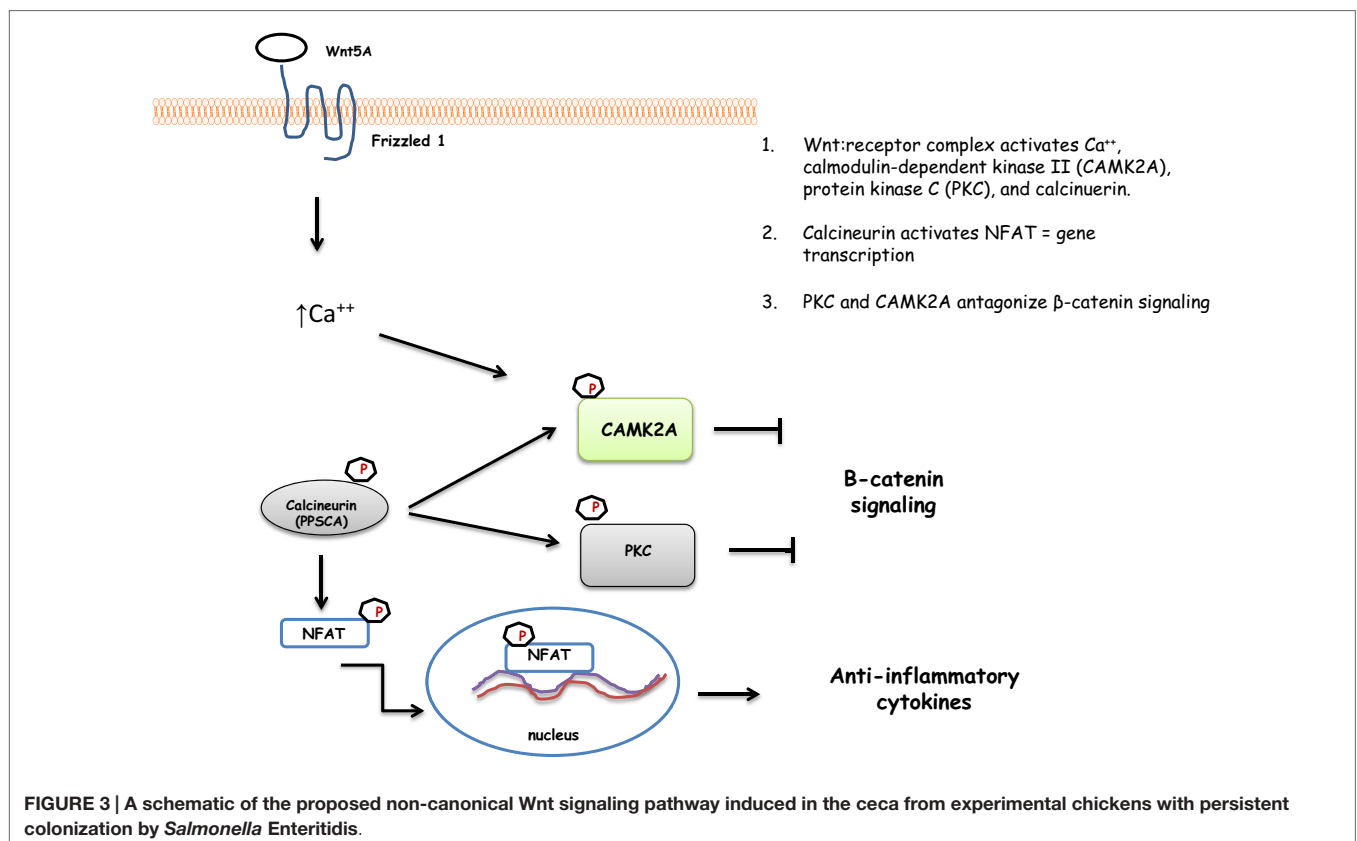 Wnt5A
Frizzled 1
1. Wnt:receptor complex activates Ca⁺⁺,
calmodulin-dependent kinase II (CAMK2A),
protein kinase C (PKC), and calcinuerin.
2. Calcineurin activates NFAT = gene
transcription
3. PKC and CAMK2A antagonize β-catenin signaling
↑Ca⁺⁺
P
CAMK2A
P
Calcineurin
(PPSCA)
P
PKC
B-catenin
signaling
P
NFAT
P
NFAT
nucleus
Anti-inflammatory
cytokines
FIGURE 3 | A schematic of the proposed non-canonical Wnt signaling pathway induced in the ceca from experimental chickens with persistent
colonization by Salmonella Enteritidis.